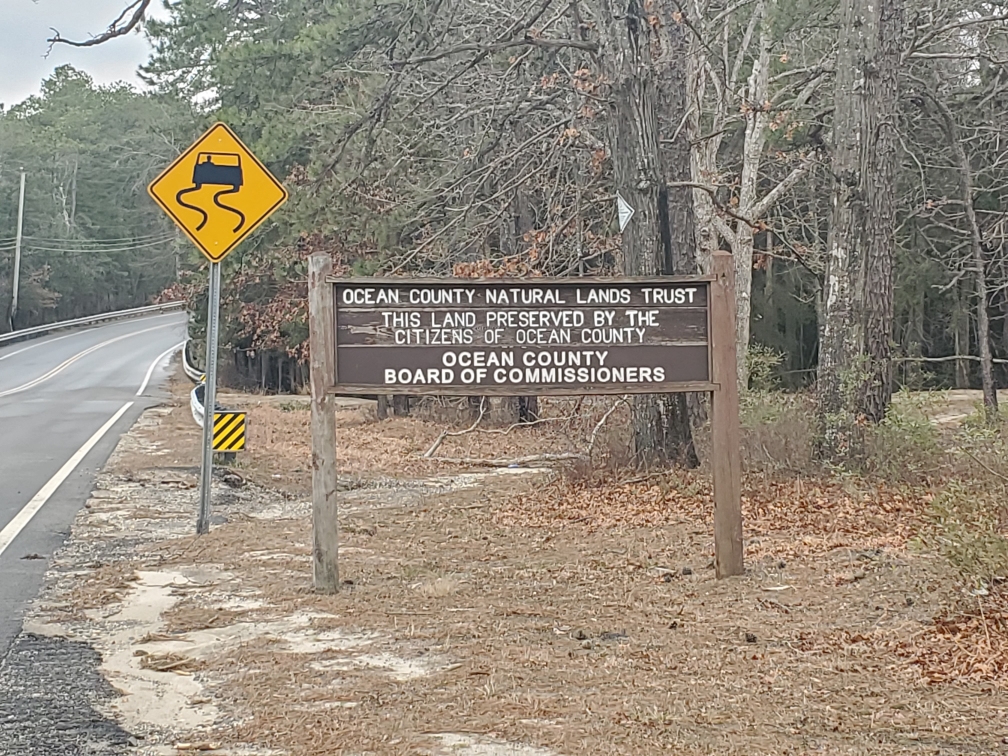 OCEAN COUNTY NATURAL LANDS TRUST
THIS LAND PRESERVED BY THE
CITIZENS OF OCEAN COUNTY
OCEAN COUNTY
BOARD OF COMMISSIONERS